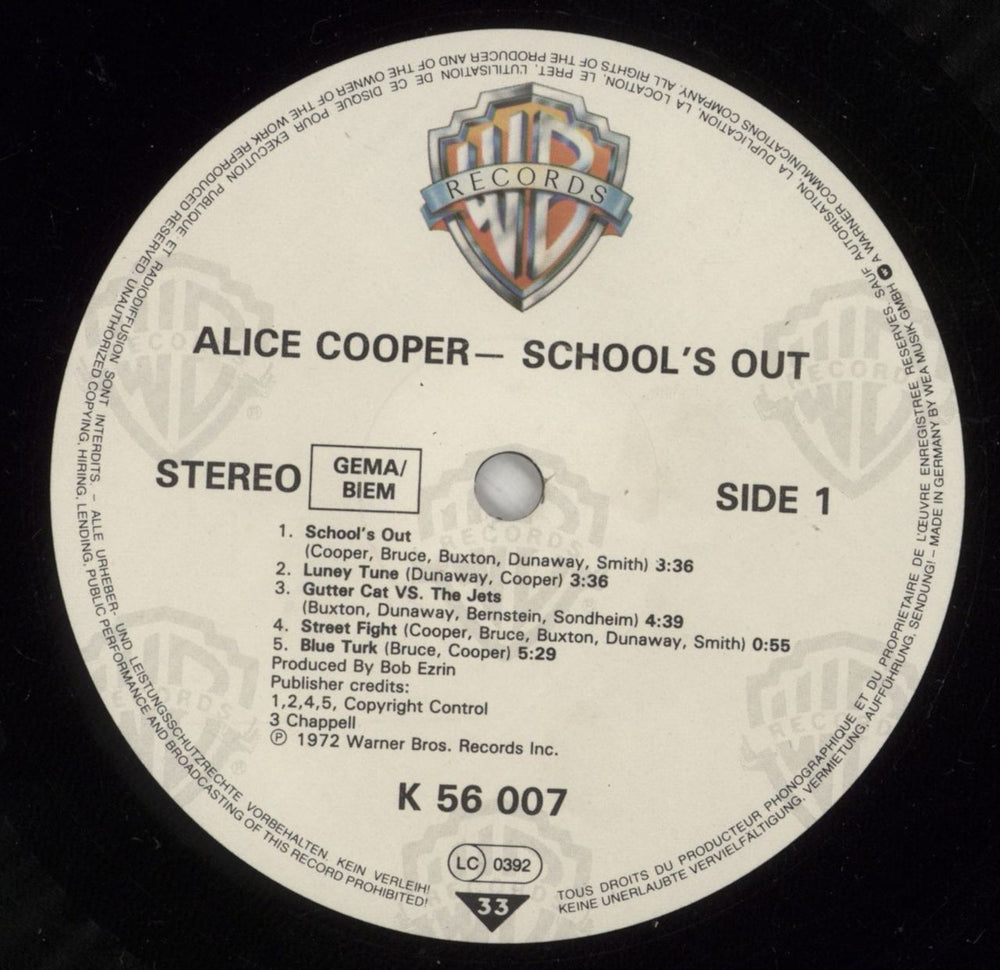 WB
RECORDS
ALICE COOPER — SCHOOL'S OUT
STEREO
GEMA/
BIEM
SIDE 1
1. School's Out
(Cooper, Bruce, Buxton, Dunaway, Smith) 3:36
2. Luney Tune (Dunaway, Cooper) 3:36
3. Gutter Cat VS. The Jets
(Buxton, Dunaway, Bernstein, Sondheim) 4:39
4. Street Fight (Cooper, Bruce, Buxton, Dunaway, Smith) 0:55
5. Blue Turk (Bruce, Cooper) 5:29
Produced By Bob Ezrin
Publisher credits:
1,2,4,5, Copyright Control
3 Chappell
℗ 1972 Warner Bros. Records Inc.
K 56 007
LC 0392
33
TOUS DROITS DU PRODUCTEUR PHONOGRAPHIQUE ET DU PROPRIETAIRE DE L'ŒUVRE ENREGISTREE RESERVES. SAUF AUTORISATION, LA DUPLICATION, LA LOCATION, LE PRET, L'UTILISATION DE CE DISQUE POUR EXECUTION PUBLIQUE ET RADIODIFFUSION SONT INTERDITS. – ALLE URHEBER- UND LEISTUNGSSCHUTZRECHTE VORBEHALTEN. KEIN VERLEIH!
KEINE UNERLAUBTE VERVIELFÄLTIGUNG, VERMIETUNG, AUFFÜHRUNG, SENDUNG! – MADE IN GERMANY BY WEA MUSIK GMBH A WARNER COMMUNICATIONS COMPANY. ALL RIGHTS OF THE PRODUCER AND OF THE OWNER OF THE WORK REPRODUCED RESERVED. UNAUTHORIZED COPYING, HIRING, LENDING, PUBLIC PERFORMANCE AND BROADCASTING OF THIS RECORD PROHIBITED!